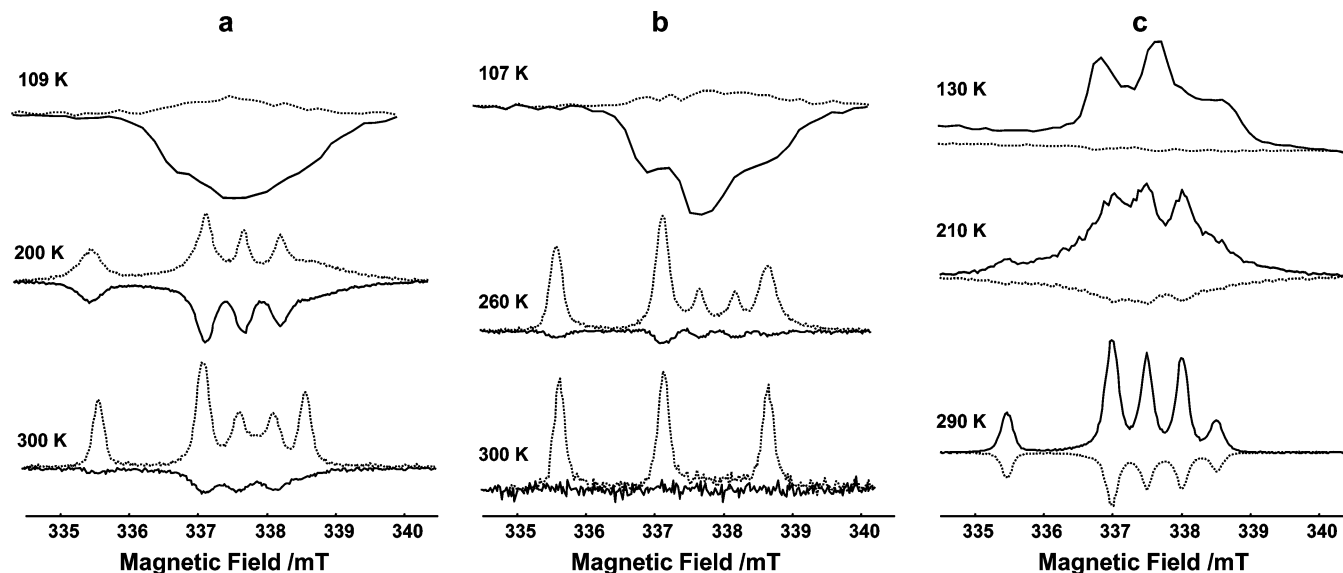 a
109 K
200 K
300 K
335 336 337 338 339 340
Magnetic Field /mT
b
107 K
260 K
300 K
335 336 337 338 339 340
Magnetic Field /mT
c
130 K
210 K
290 K
335 336 337 338 339 340
Magnetic Field /mT